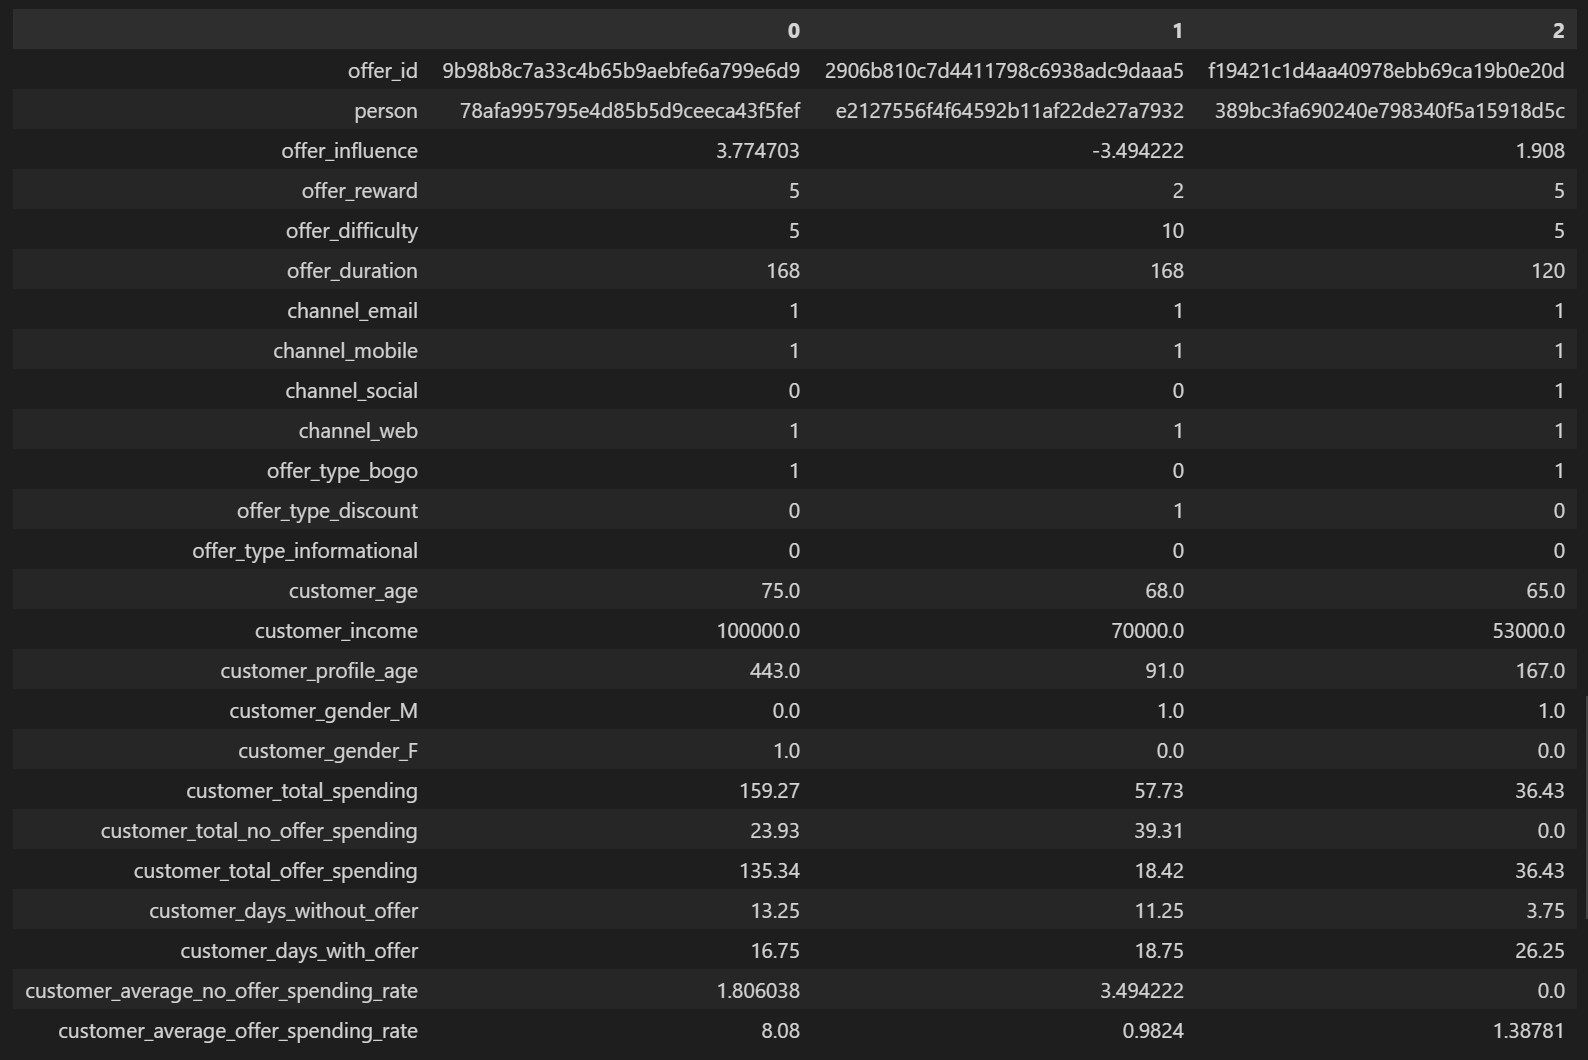 0 1 2
offer_id 9b98b8c7a33c4b65b9aebfe6a799e6d9 2906b810c7d4411798c6938adc9daaa5 f19421c1d4aa40978ebb69ca19b0e20d
person 78afa995795e4d85b5d9ceeca43f5fef e2127556f4f64592b11af22de27a7932 389bc3fa690240e798340f5a15918d5c
offer_influence 3.774703 -3.494222 1.908
offer_reward 5 2 5
offer_difficulty 5 10 5
offer_duration 168 168 120
channel_email 1 1 1
channel_mobile 1 1 1
channel_social 0 0 1
channel_web 1 1 1
offer_type_bogo 1 0 1
offer_type_discount 0 1 0
offer_type_informational 0 0 0
customer_age 75.0 68.0 65.0
customer_income 100000.0 70000.0 53000.0
customer_profile_age 443.0 91.0 167.0
customer_gender_M 0.0 1.0 1.0
customer_gender_F 1.0 0.0 0.0
customer_total_spending 159.27 57.73 36.43
customer_total_no_offer_spending 23.93 39.31 0.0
customer_total_offer_spending 135.34 18.42 36.43
customer_days_without_offer 13.25 11.25 3.75
customer_days_with_offer 16.75 18.75 26.25
customer_average_no_offer_spending_rate 1.806038 3.494222 0.0
customer_average_offer_spending_rate 8.08 0.9824 1.38781